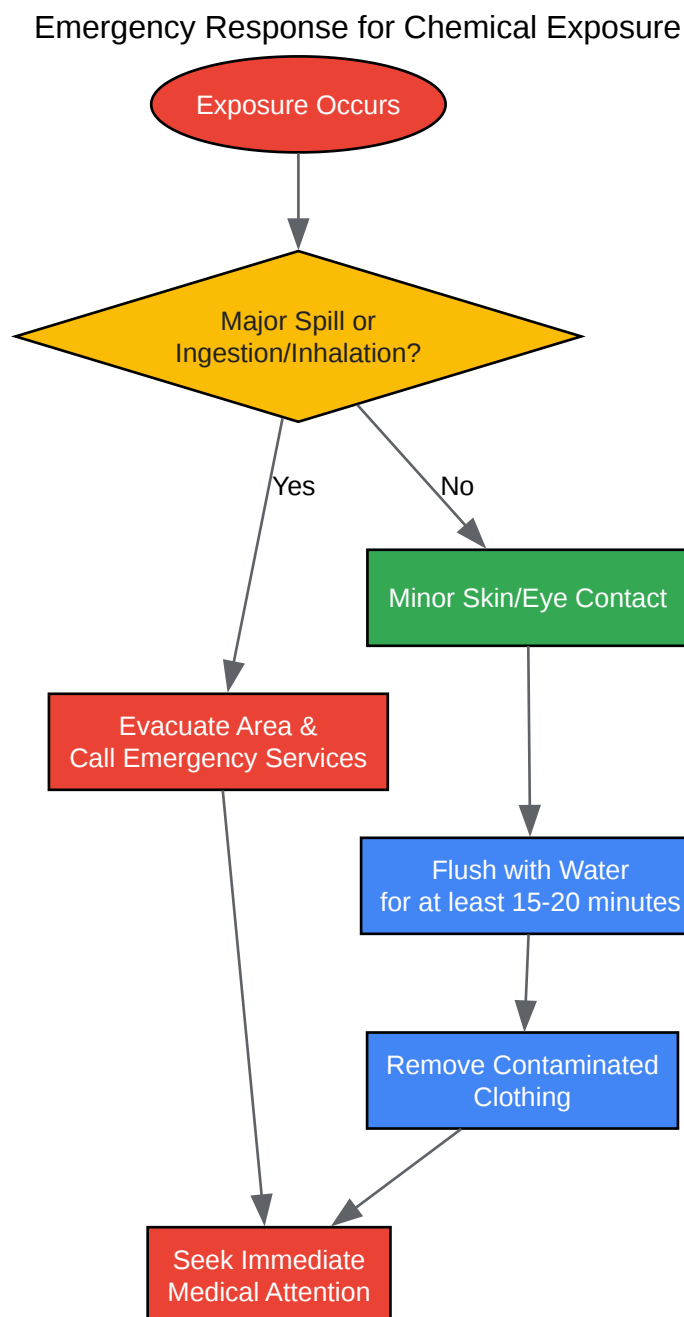 Emergency Response for Chemical Exposure
Exposure Occurs
Major Spill or
Ingestion/Inhalation?
Yes
No
Minor Skin/Eye Contact
Evacuate Area &
Call Emergency Services
Flush with Water
for at least 15-20 minutes
Remove Contaminated
Clothing
Seek Immediate
Medical Attention